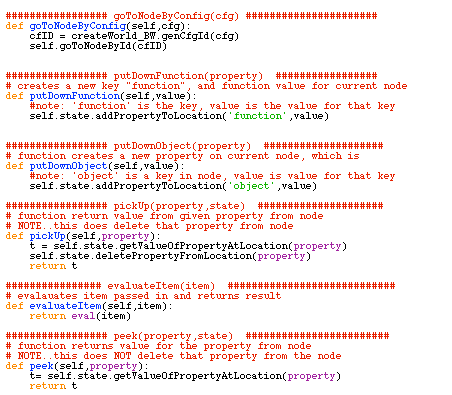 ################# goToNodeByConfig(cfg) ######################
def goToNodeByConfig(self,cfg):
    cfID = createWorld_BW.genCfgId(cfg)
    self.goToNodeById(cfID)
################# putDownFunction(property)  #################
# creates a new key "function", and function value for current node
def putDownFunction(self,value):
    #note: 'function' is the key, value is the value for that key
    self.state.addPropertyToLocation('function',value)
################# putDownObject(property)  ####################
# function creates a new property on current node, which is
def putDownObject(self,value):
    #note: 'object' is a key in node, value is value for that key
    self.state.addPropertyToLocation('object',value)
################# pickUp(property,state)  #####################
# function return value from given property from node
# NOTE..this does delete that property from node
def pickUp(self,property):
    t = self.state.getValueOfPropertyAtLocation(property)
    self.state.deletePropertyFromLocation(property)
    return t
################ evaluateItem(item)  ############################
# evalauates item passed in and returns result
def evaluateItem(self,item):
    return eval(item)
################# peek(property,state)  ########################
# function returns value for the property from node
# NOTE..this does NOT delete that property from the node
def peek(self,property):
    t= self.state.getValueOfPropertyAtLocation(property)
    return t